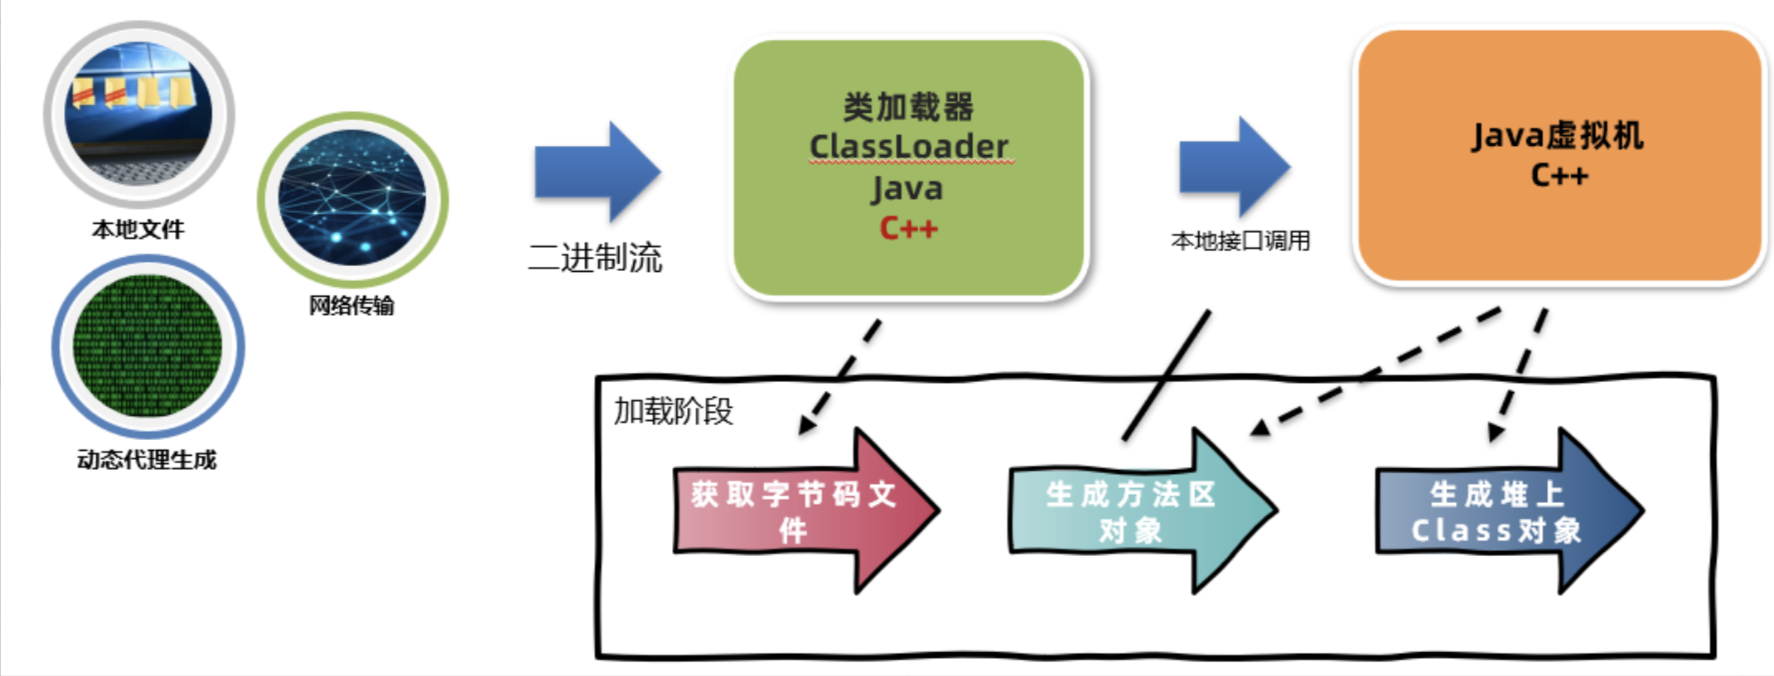 本地文件
网络传输
动态代理生成
二进制流
类加载器
ClassLoader
Java
C++
本地接口调用
Java虚拟机
C++
加载阶段
获取字节码文
件
生成方法区
对象
生成堆上
Class对象